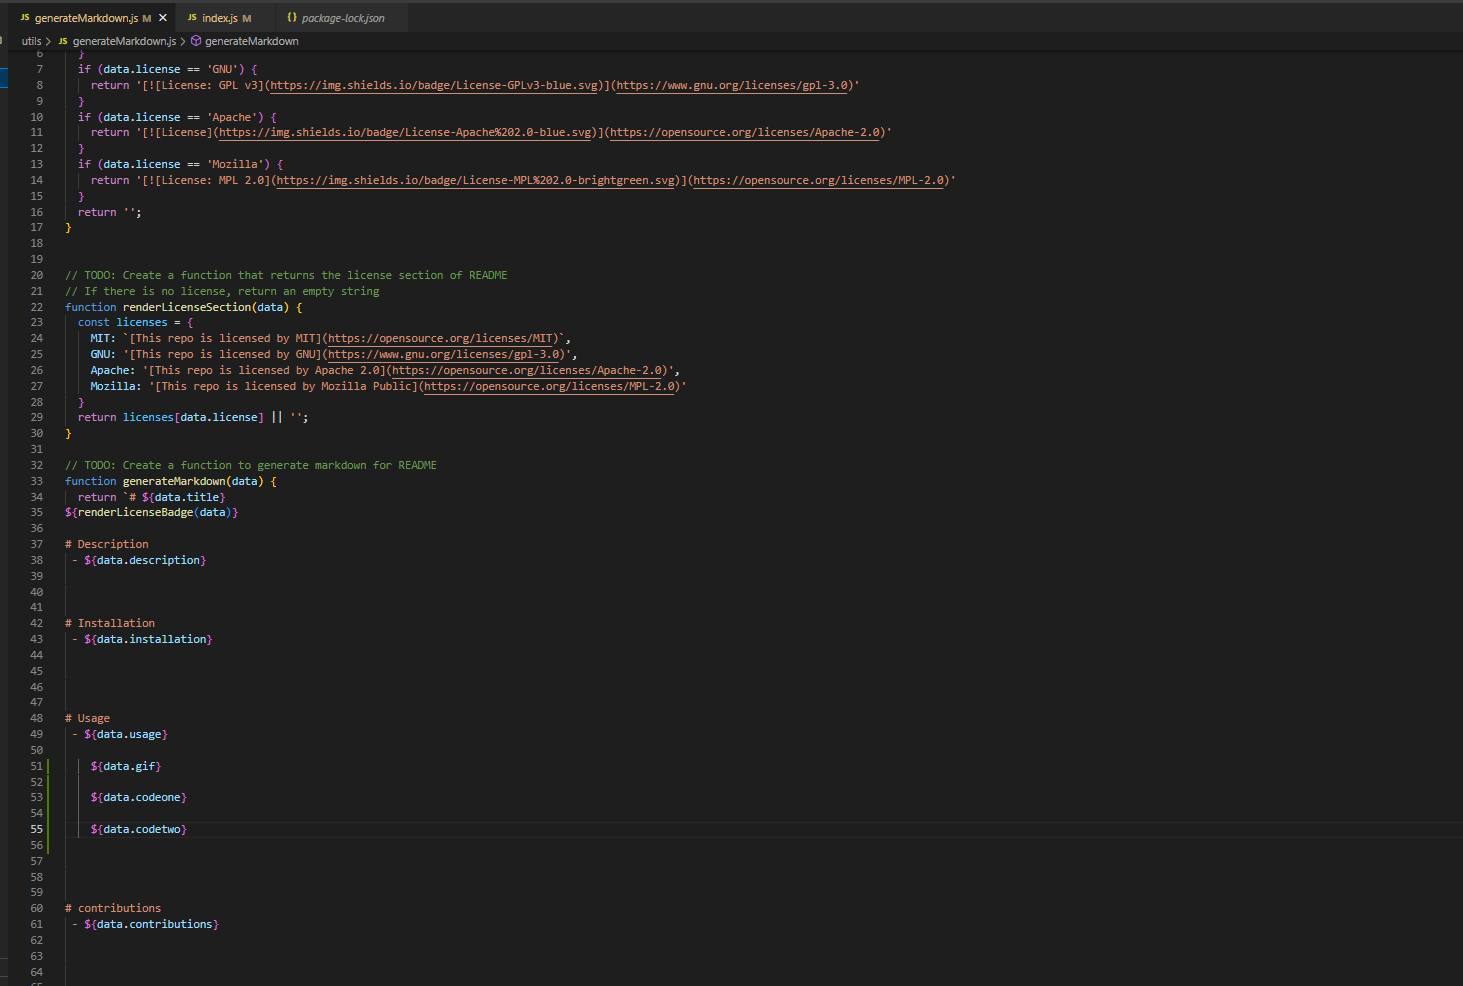 JS generateMarkdown.js M ✕ JS index.js M {} package-lock.json
utils > JS generateMarkdown.js > generateMarkdown
6 }
7 if (data.license == 'GNU') {
8 return '[![License: GPL v3](https://img.shields.io/badge/License-GPLv3-blue.svg)](https://www.gnu.org/licenses/gpl-3.0)'
9 }
10 if (data.license == 'Apache') {
11 return '[![License](https://img.shields.io/badge/License-Apache%202.0-blue.svg)](https://opensource.org/licenses/Apache-2.0)'
12 }
13 if (data.license == 'Mozilla') {
14 return '[![License: MPL 2.0](https://img.shields.io/badge/License-MPL%202.0-brightgreen.svg)](https://opensource.org/licenses/MPL-2.0)'
15 }
16 return '';
17 }
18
19
20 // TODO: Create a function that returns the license section of README
21 // If there is no license, return an empty string
22 function renderLicenseSection(data) {
23 const licenses = {
24 MIT: `[This repo is licensed by MIT](https://opensource.org/licenses/MIT)`,
25 GNU: '[This repo is licensed by GNU](https://www.gnu.org/licenses/gpl-3.0)',
26 Apache: '[This repo is licensed by Apache 2.0](https://opensource.org/licenses/Apache-2.0)',
27 Mozilla: '[This repo is licensed by Mozilla Public](https://opensource.org/licenses/MPL-2.0)'
28 }
29 return licenses[data.license] || '';
30 }
31
32 // TODO: Create a function to generate markdown for README
33 function generateMarkdown(data) {
34 return `# ${data.title}
35 ${renderLicenseBadge(data)}
36
37 # Description
38 - ${data.description}
39
40
41
42 # Installation
43 - ${data.installation}
44
45
46
47
48 # Usage
49 - ${data.usage}
50
51 ${data.gif}
52
53 ${data.codeone}
54
55 ${data.codetwo}
56
57
58
59
60 # contributions
61 - ${data.contributions}
62
63
64